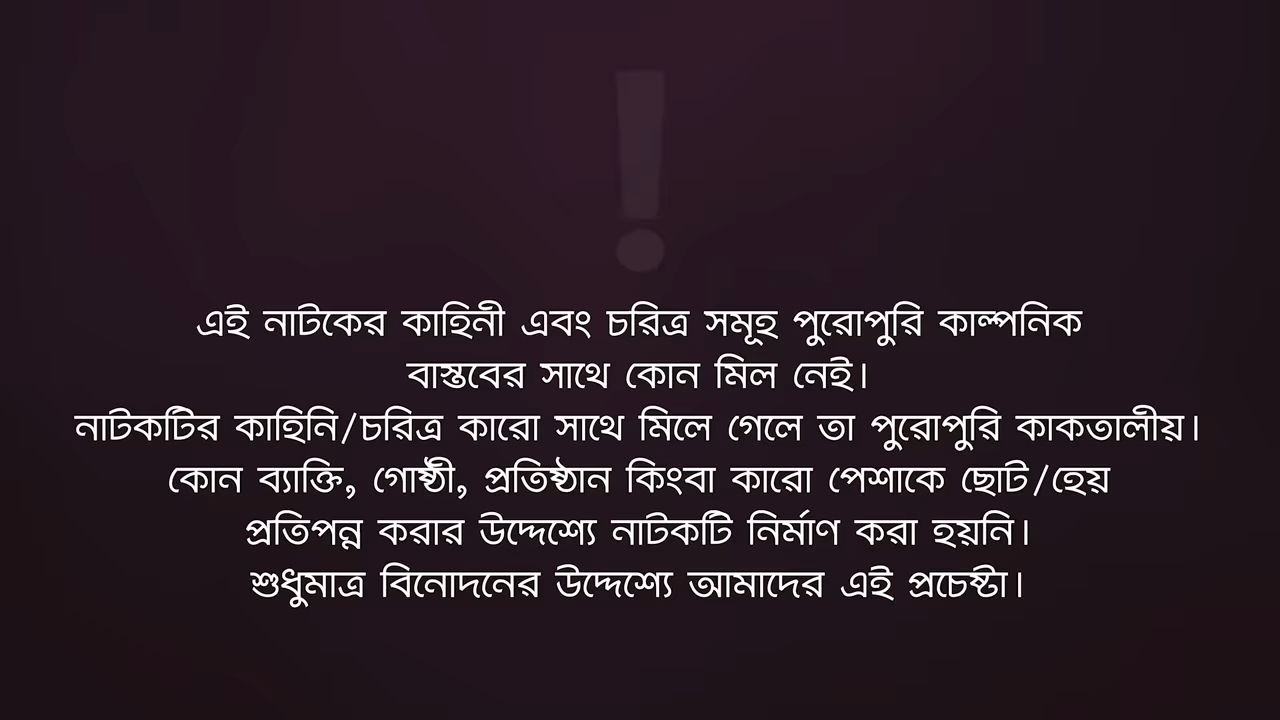 এই নাটকের কাহিনী এবং চরিত্র সমূহ পুরোপুরি কাল্পনিক
বাস্তবের সাথে কোন মিল নেই।
নাটকটির কাহিনি/চরিত্র কারো সাথে মিলে গেলে তা পুরোপুরি কাকতালীয়।
কোন ব্যাক্তি, গোষ্ঠী, প্রতিষ্ঠান কিংবা কারো পেশাকে ছোট/হেয়
প্রতিপন্ন করার উদ্দেশ্যে নাটকটি নির্মাণ করা হয়নি।
শুধুমাত্র বিনোদনের উদ্দেশ্যে আমাদের এই প্রচেষ্টা।